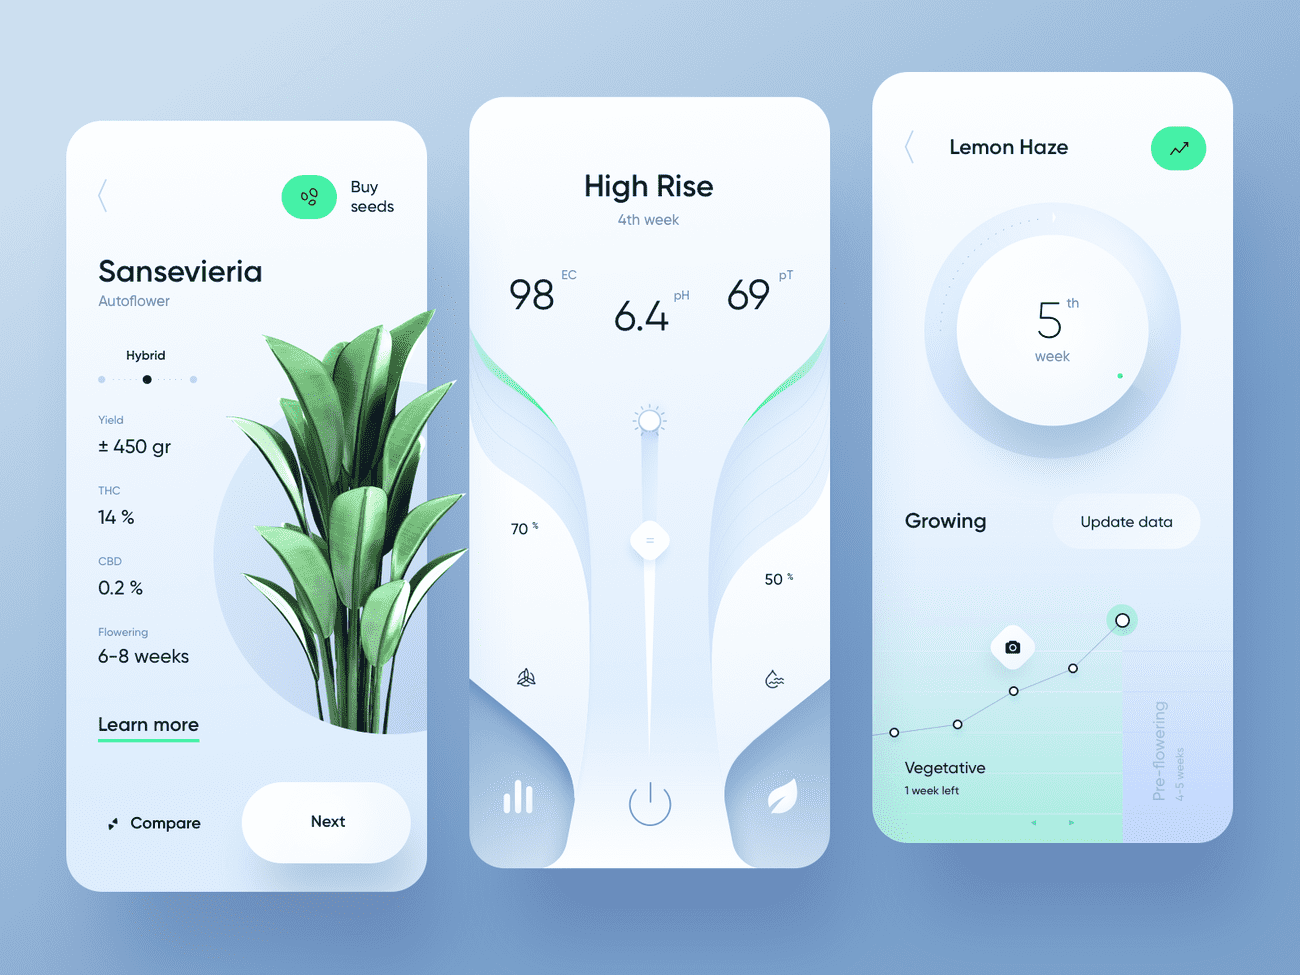 Buy
seeds
Sansevieria
Autoflower
Hybrid
Yield
± 450 gr
THC
14 %
CBD
0.2 %
Flowering
6-8 weeks
Learn more
Compare
Next
High Rise
4th week
98 EC
6.4 pH
69 pT
70 %
50 %
Lemon Haze
5 th
week
Growing
Update data
Vegetative
1 week left
Pre-flowering
4-5 weeks